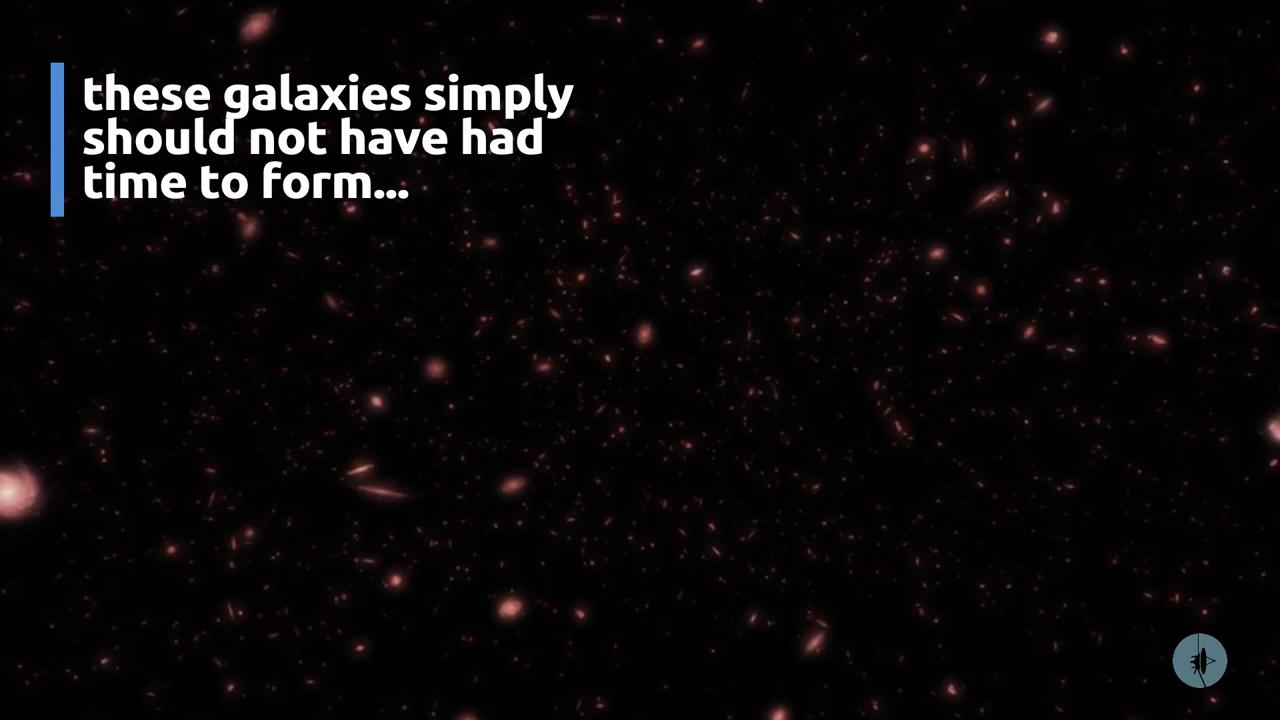 these galaxies simply
should not have had
time to form...